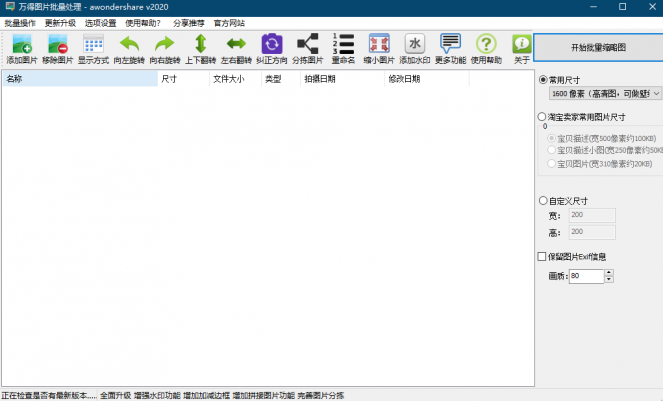 万得图片批量处理 - awondershare v2020
批量操作 更新升级 选项设置 使用帮助? 分享推荐 官方网站
水 1 2 3 ? i
添加图片 移除图片 显示方式 向左旋转 向右旋转 上下翻转 左右翻转 纠正方向 分拣图片 重命名 缩小图片 添加水印 更多功能 使用帮助 关于 开始批量缩略图
名称 尺寸 文件大小 类型 拍摄日期 修改日期
常用尺寸
1600 像素（高清图，可做壁
淘宝卖家常用图片尺寸
0
宝贝描述(宽500像素约100KB)
宝贝描述小图(宽250像素约50KB
宝贝图片(宽310像素约20KB)
自定义尺寸
宽： 200
高： 200
保留图片Exif信息
画质: 80
正在检查是否有最新版本..... 全面升级 增强水印功能 增加加减边框 增加拼接图片功能 完善图片分拣